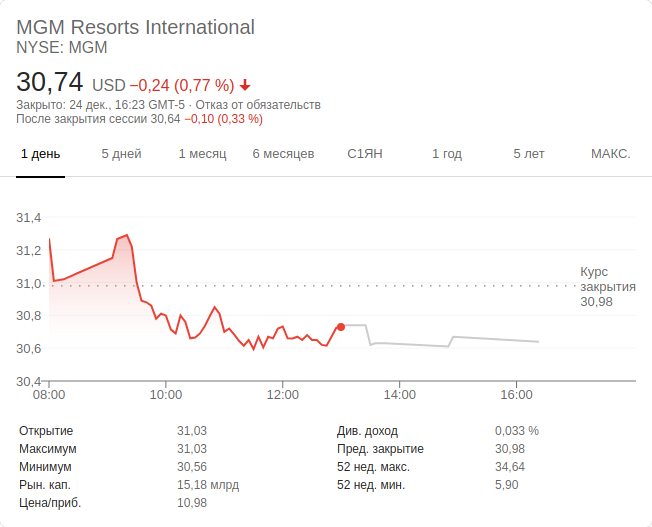 MGM Resorts International
NYSE: MGM
30,74 USD −0,24 (0,77 %)
Закрыто: 24 дек., 16:23 GMT-5 · Отказ от обязательств
После закрытия сессии 30,64 −0,10 (0,33 %)
1 день 5 дней 1 месяц 6 месяцев С1ЯН 1 год 5 лет МАКС.
31,4
31,2
31,0
30,8
30,6
30,4
Курс
закрытия
30,98
08:00 10:00 12:00 14:00 16:00
Открытие 31,03 Див. доход 0,033 %
Максимум 31,03 Пред. закрытие 30,98
Минимум 30,56 52 нед. макс. 34,64
Рын. кап. 15,18 млрд 52 нед. мин. 5,90
Цена/приб. 10,98